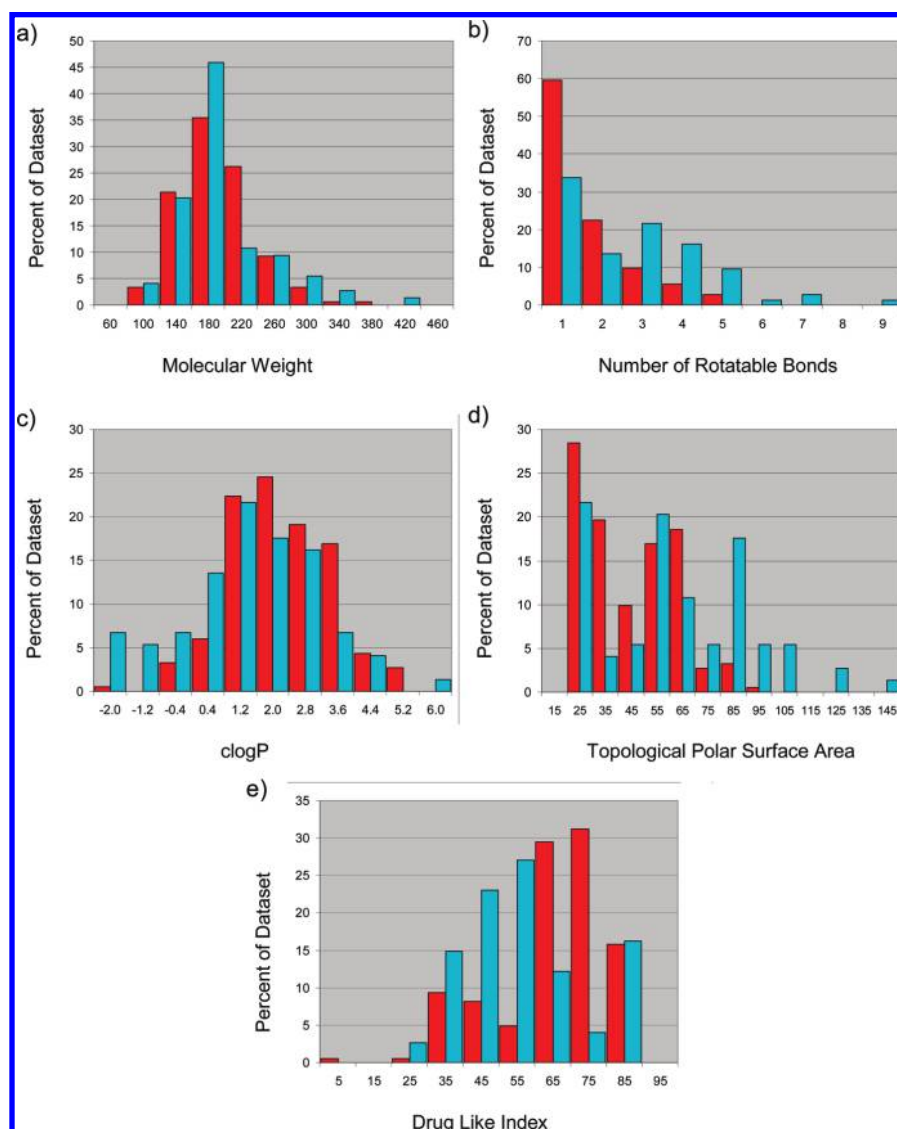 a)
50
45
40
35
30
25
20
15
10
5
0
Percent of Dataset
60 100 140 180 220 260 300 340 380 420 460
Molecular Weight
b)
70
60
50
40
30
20
10
0
Percent of Dataset
1 2 3 4 5 6 7 8 9
Number of Rotatable Bonds
c)
30
25
20
15
10
5
0
Percent of Dataset
-2.0 -1.2 -0.4 0.4 1.2 2.0 2.8 3.6 4.4 5.2 6.0
clogP
d)
30
25
20
15
10
5
0
Percent of Dataset
15 25 35 45 55 65 75 85 95 105 115 125 135 145
Topological Polar Surface Area
e)
35
30
25
20
15
10
5
0
Percent of Dataset
5 15 25 35 45 55 65 75 85 95
Drug Like Index